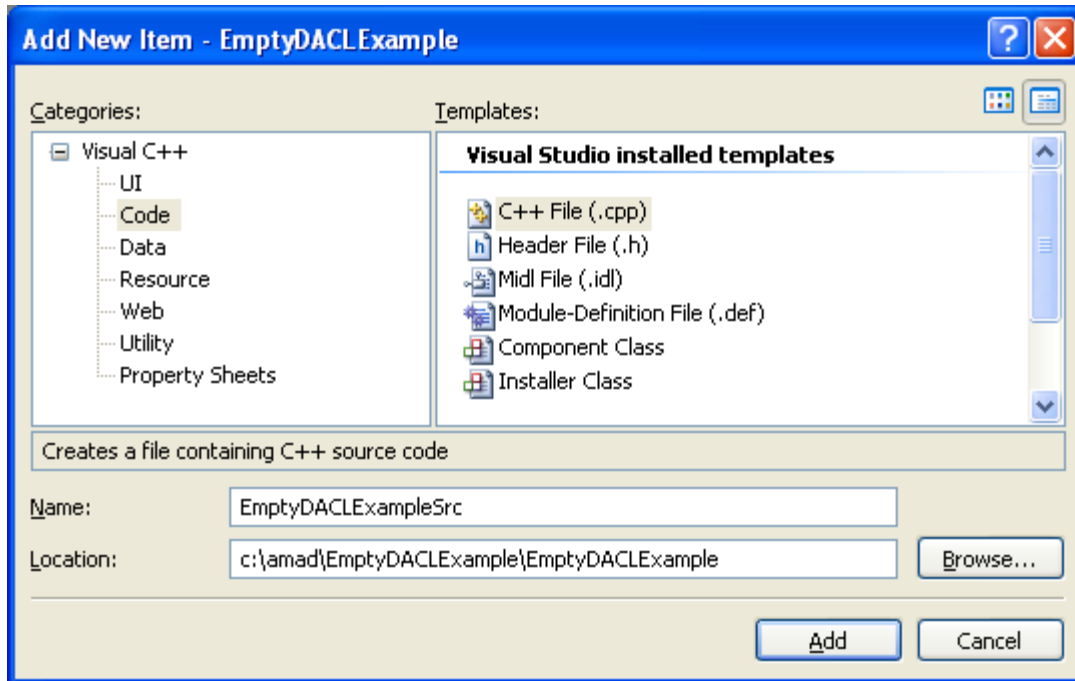 Add New Item - EmptyDACLExample
Categories:
Templates:
Visual C++
UI
Code
Data
Resource
Web
Utility
Property Sheets
Visual Studio installed templates
C++ File (.cpp)
Header File (.h)
Midl File (.idl)
Module-Definition File (.def)
Component Class
Installer Class
Creates a file containing C++ source code
Name:
EmptyDACLExampleSrc
Location:
c:\amad\EmptyDACLExample\EmptyDACLExample
Browse...
Add
Cancel